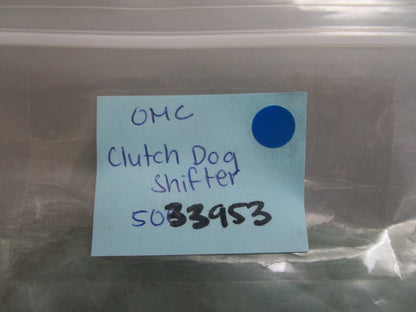 OMC
Clutch Dog
Shifter
5033953